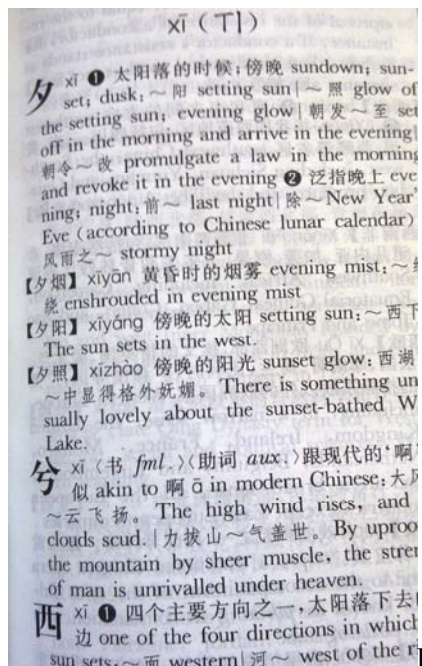 xī (ㄒㄧ)
夕 xī ❶ 太阳落的时候;傍晚 sundown; sun-
set; dusk:~阳 setting sun|~照 glow of
the setting sun; evening glow|朝发~至 set
off in the morning and arrive in the evening|
朝令~改 promulgate a law in the morning
and revoke it in the evening ❷ 泛指晚上 eve
ning; night:前~ last night|除~ New Year'
Eve (according to Chinese lunar calendar)
风雨之~ stormy night
【夕烟】 xīyān 黄昏时的烟雾 evening mist:~
绕 enshrouded in evening mist
【夕阳】 xīyáng 傍晚的太阳 setting sun:~西下
The sun sets in the west.
【夕照】 xīzhào 傍晚的阳光 sunset glow:西湖
~中显得格外妩媚。There is something un
sually lovely about the sunset-bathed W
Lake.
兮 xī〈书 fml.〉〈助词 aux.〉跟现代的‘啊
似 akin to 啊 ā in modern Chinese:大风
~云飞扬。The high wind rises, and
clouds scud.|力拔山~气盖世。By uproo
the mountain by sheer muscle, the stren
of man is unrivalled under heaven.
西 xī ❶ 四个主要方向之一,太阳落下去
边 one of the four directions in which
sun sets:~面 western|河~ west of the ri